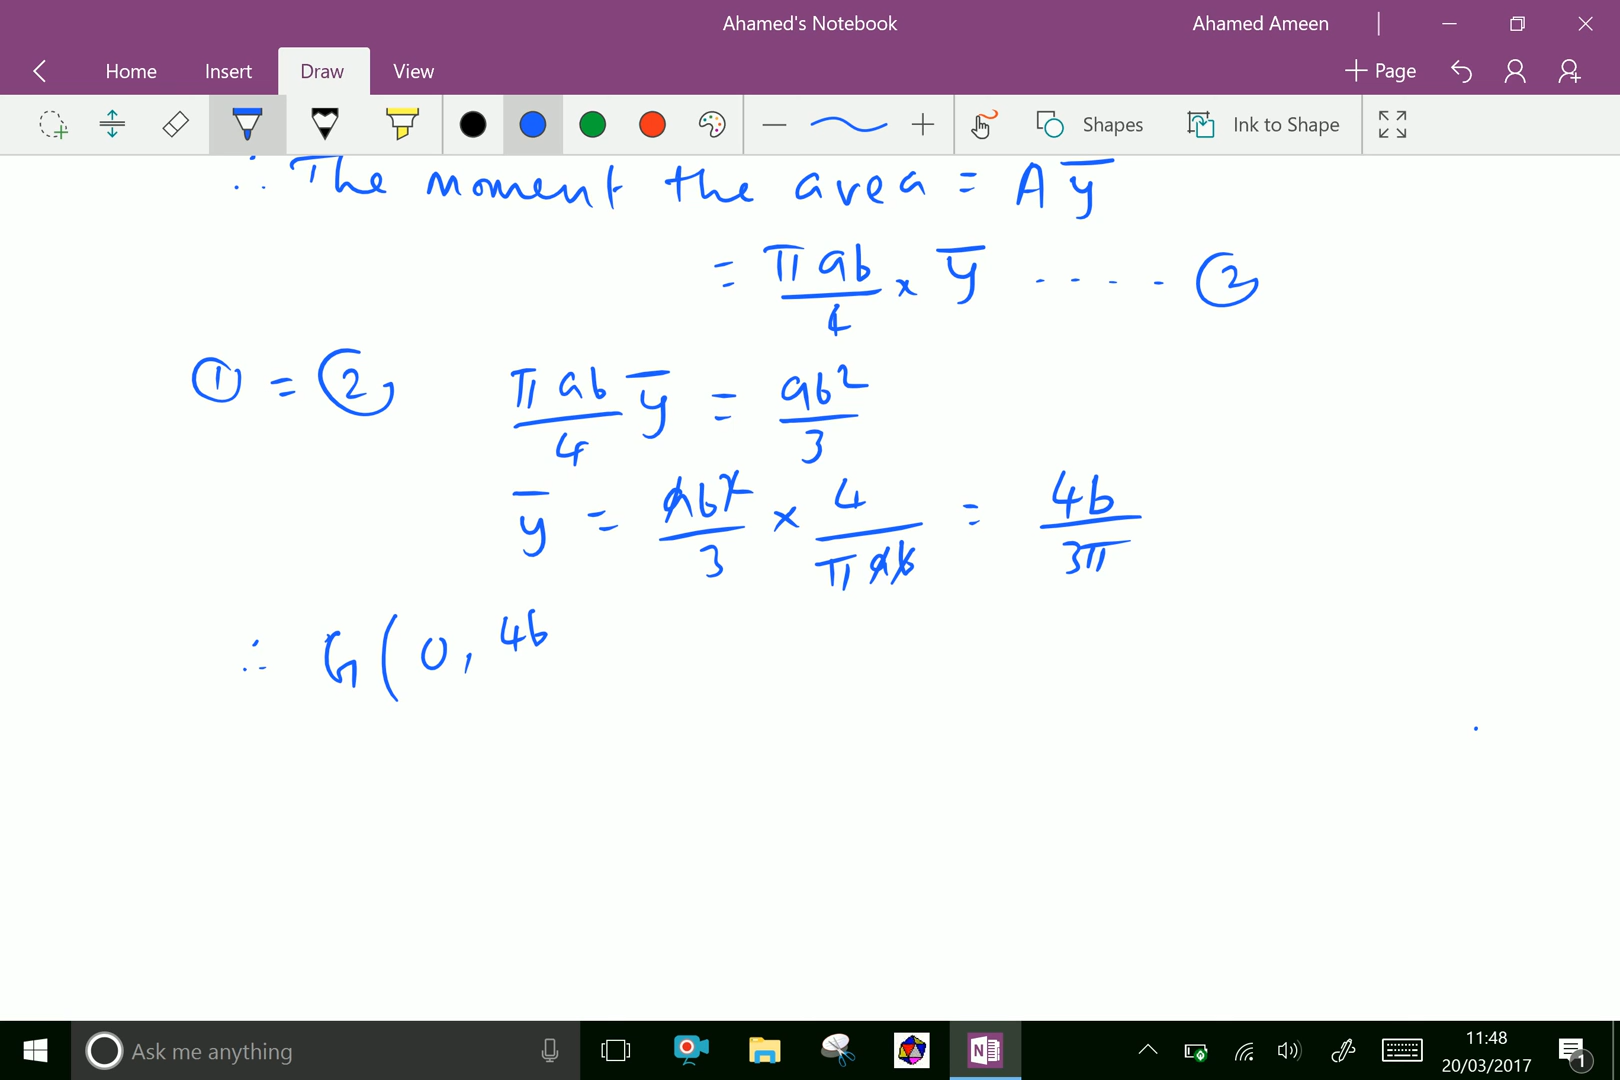 Ahamed's Notebook Ahamed Ameen
Home Insert Draw View Page
Shapes Ink to Shape
∴ The moment the area = A y̅
= πab/4 × y̅ ..... ②
① = ②, πab/4 y̅ = ab²/3
y̅ = ab²/3 × 4/πab = 4b/3π
∴ G(0, 4b
Ask me anything
11:48
20/03/2017
1